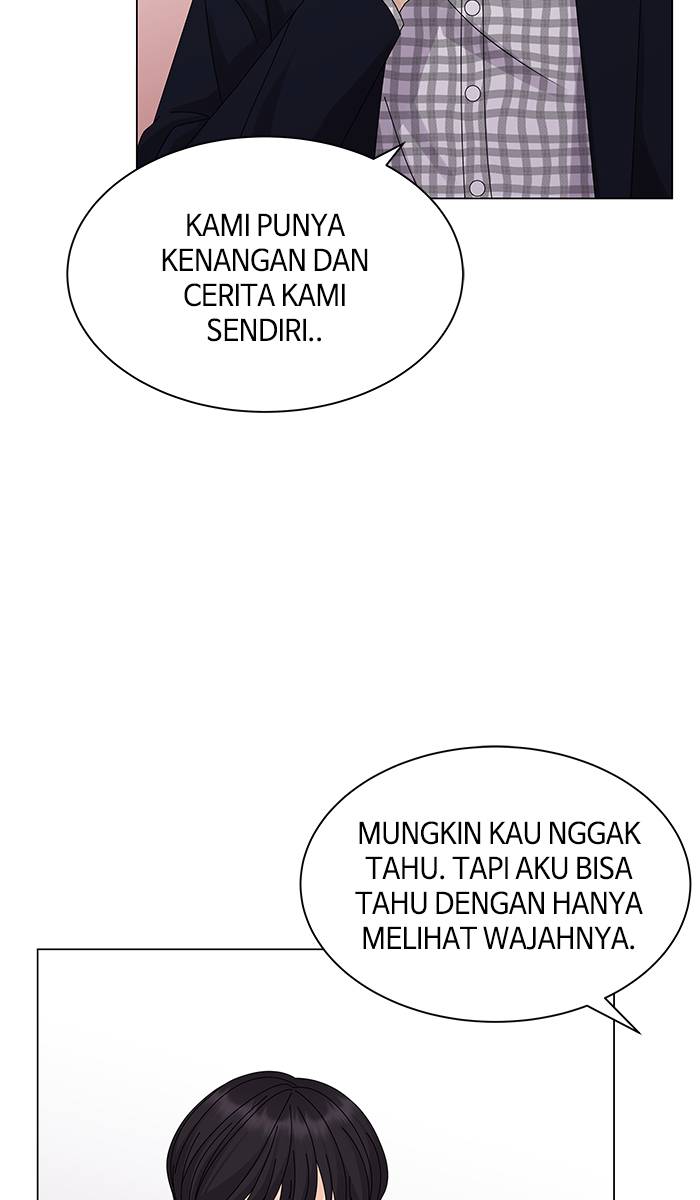 KAMI PUNYA
KENANGAN DAN
CERITA KAMI
SENDIRI..
MUNGKIN KAU NGGAK
TAHU. TAPI AKU BISA
TAHU DENGAN HANYA
MELIHAT WAJAHNYA.